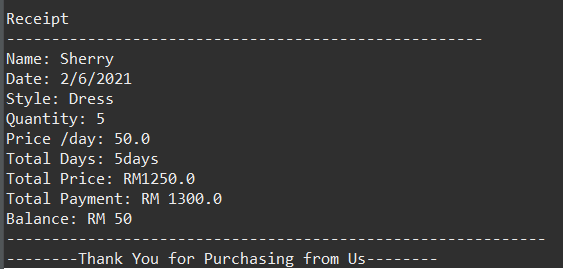 Receipt
-----------------------------------------------------
Name: Sherry
Date: 2/6/2021
Style: Dress
Quantity: 5
Price /day: 50.0
Total Days: 5days
Total Price: RM1250.0
Total Payment: RM 1300.0
Balance: RM 50
------------------------------------------------------------
--------Thank You for Purchasing from Us--------